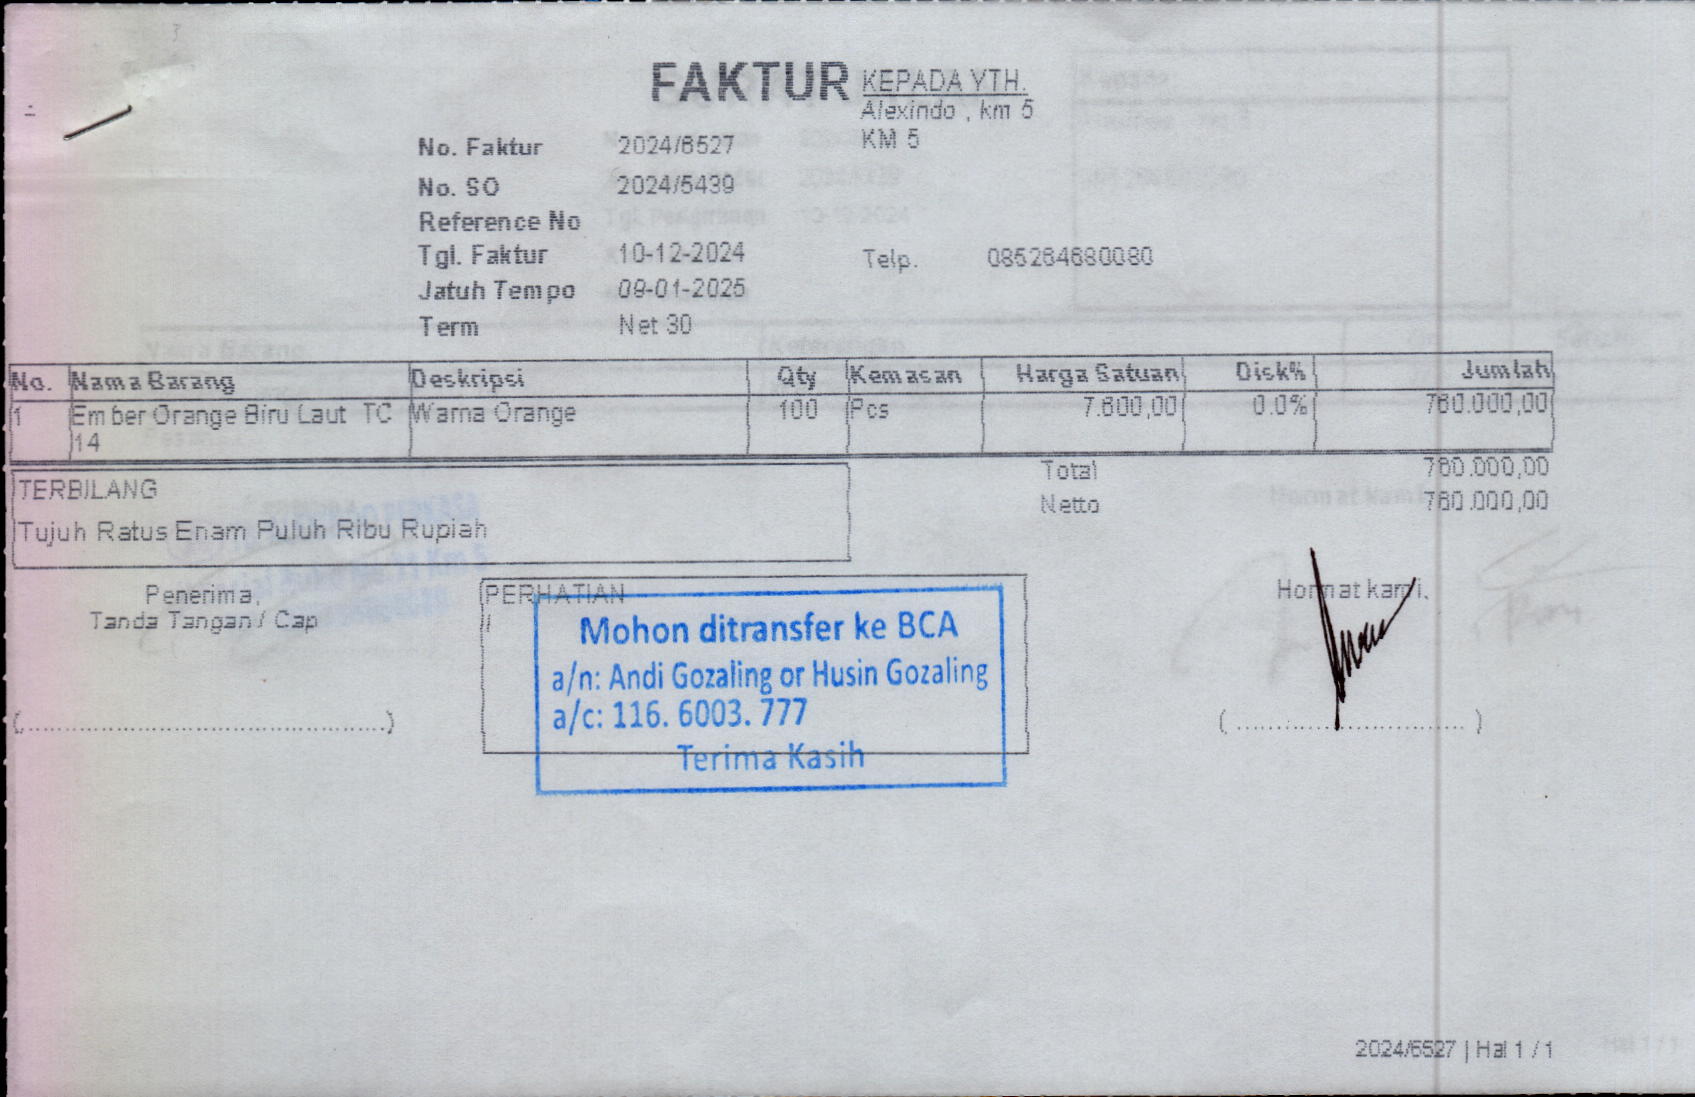 FAKTUR
KEPADA YTH.
Alexindo , km 5
KM 5
No. Faktur 2024/6527
No. SO 2024/5439
Reference No
Tgl. Faktur 10-12-2024
Telp. 085264680080
Jatuh Tempo 09-01-2025
Term Net 30
No. Nama Barang Deskripsi Qty Kemasan Harga Satuan Disk% Jumlah
1 Ember Orange Biru Laut TC Warna Orange 100 Pcs 7.600,00 0.0% 760.000,00
14
Total 760.000,00
Netto 760.000,00
TERBILANG
Tujuh Ratus Enam Puluh Ribu Rupiah
Penerima,
Tanda Tangan / Cap
(............................................)
PERHATIAN
//
Mohon ditransfer ke BCA
a/n: Andi Gozaling or Husin Gozaling
a/c: 116. 6003. 777
Terima Kasih
Hormat kami,
( ............................ )
2024/6527 | Hal 1 / 1